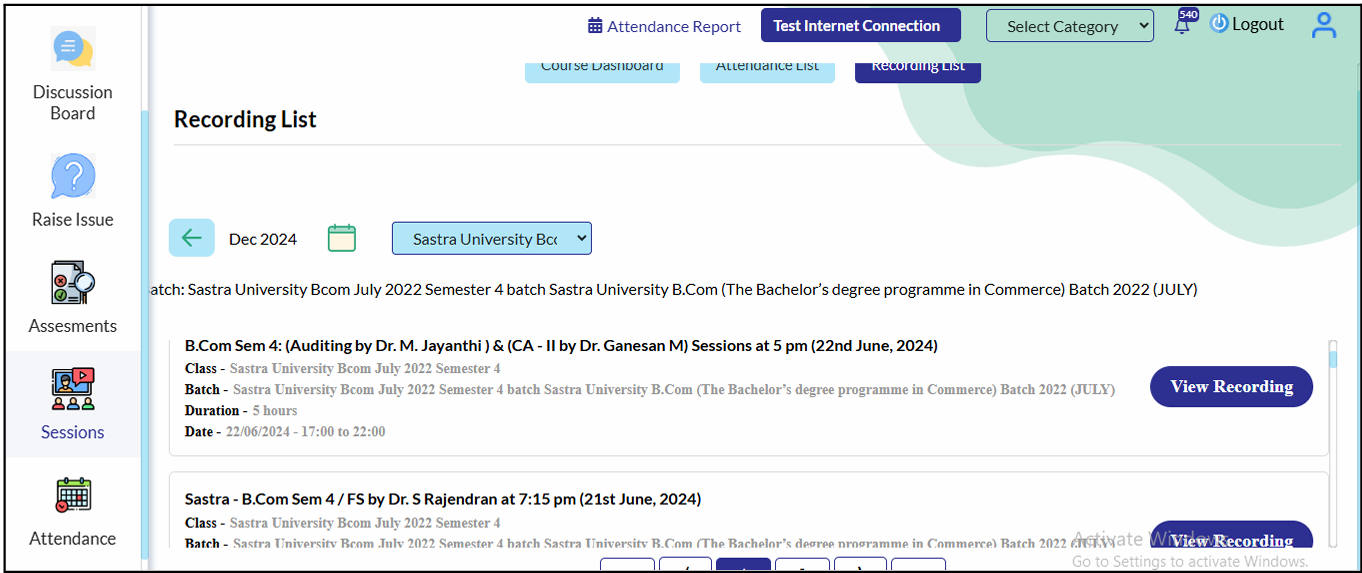 Attendance Report
Test Internet Connection
Select Category
540
Logout
Discussion
Board
Raise Issue
Assesments
Sessions
Attendance
Course Dashboard
Attendance List
Recording List
Recording List
Dec 2024
Sastra University Bco
atch: Sastra University Bcom July 2022 Semester 4 batch Sastra University B.Com (The Bachelor’s degree programme in Commerce) Batch 2022 (JULY)
B.Com Sem 4: (Auditing by Dr. M. Jayanthi ) & (CA - II by Dr. Ganesan M) Sessions at 5 pm (22nd June, 2024)
Class - Sastra University Bcom July 2022 Semester 4
Batch - Sastra University Bcom July 2022 Semester 4 batch Sastra University B.Com (The Bachelor’s degree programme in Commerce) Batch 2022 (JULY)
Duration - 5 hours
Date - 22/06/2024 - 17:00 to 22:00
View Recording
Sastra - B.Com Sem 4 / FS by Dr. S Rajendran at 7:15 pm (21st June, 2024)
Class - Sastra University Bcom July 2022 Semester 4
Batch - Sastra University Bcom July 2022 Semester 4 batch Sastra University B.Com (The Bachelor’s degree programme in Commerce) Batch 2022 (JULY)
View Recording
Activate Windows
Go to Settings to activate Windows.